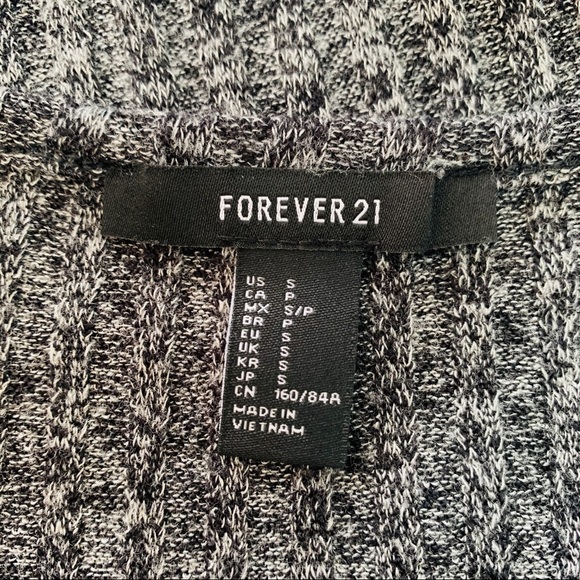 FOREVER 21
US S
CA P
MX S/P
BR P
EU S
UK S
KR S
JP S
CN 160/84A
MADE IN
VIETNAM